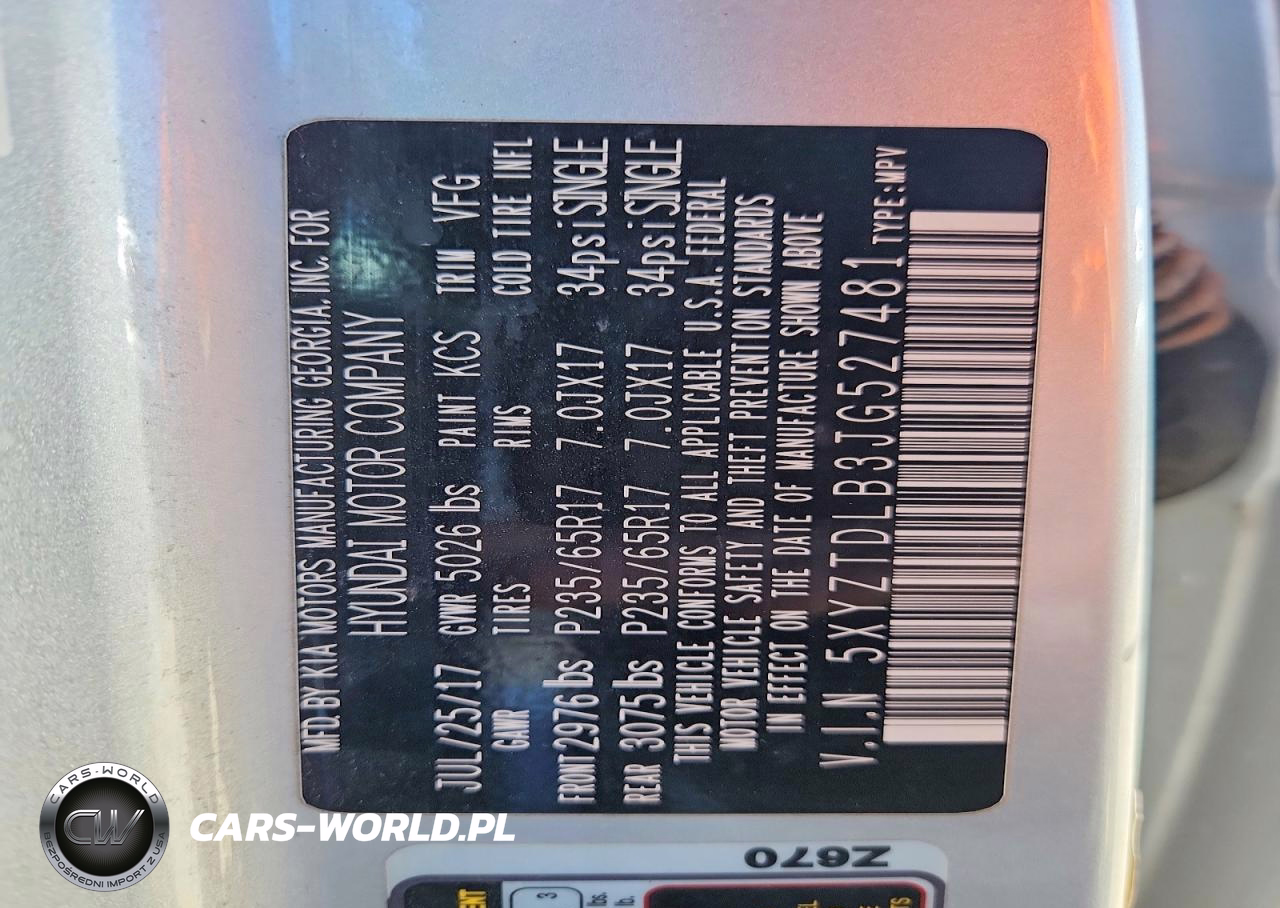 MFD. BY KIA MOTORS MANUFACTURING GEORGIA, INC. FOR
HYUNDAI MOTOR COMPANY
JUL/25/17 GVWR 5026 lbs PAINT KCS TRIM VFG
GAWR TIRES RIMS COLD TIRE INFL
FRONT 2976 lbs P235/65R17 7.0JX17 34psi SINGLE
REAR 3075 lbs P235/65R17 7.0JX17 34psi SINGLE
THIS VEHICLE CONFORMS TO ALL APPLICABLE U.S.A. FEDERAL
MOTOR VEHICLE SAFETY AND THEFT PREVENTION STANDARDS
IN EFFECT ON THE DATE OF MANUFACTURE SHOWN ABOVE
V.I.N 5XYZTDLB3JG527481 TYPE:MPV
Z670
3
lbs.
lb.
CARS-WORLD
CW
BEZPOŚREDNI IMPORT Z USA
CARS-WORLD.PL